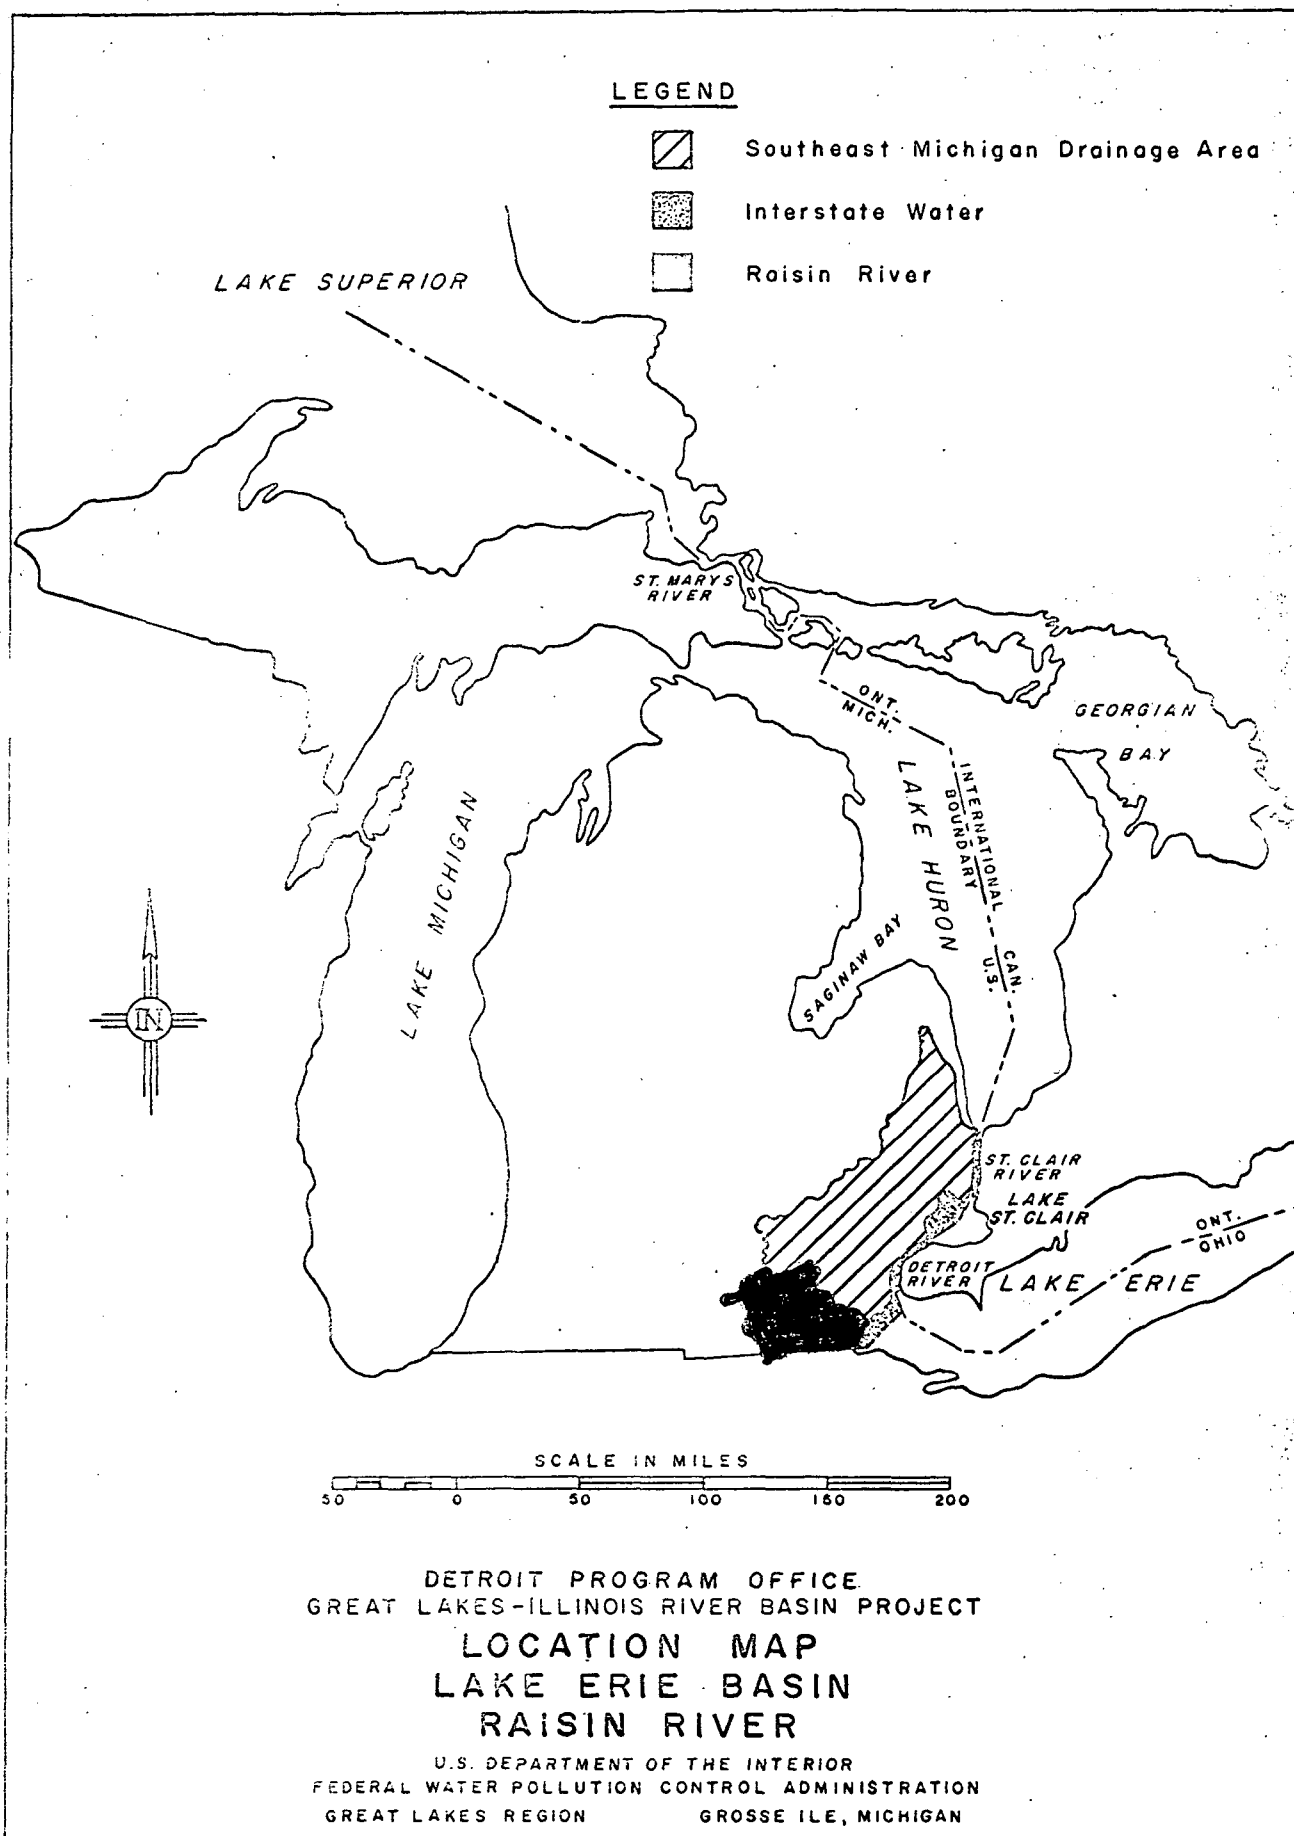 LEGEND
Southeast Michigan Drainage Area
Interstate Water
Raisin River
LAKE SUPERIOR
ST. MARYS
RIVER
ONT.
MICH.
GEORGIAN
BAY
INTERNATIONAL
BOUNDARY
LAKE HURON
LAKE MICHIGAN
SAGINAW BAY
CAN.
U.S.
N
ST. CLAIR
RIVER
LAKE
ST. CLAIR
ONT.
OHIO
DETROIT
RIVER
LAKE ERIE
SCALE IN MILES
50 0 50 100 150 200
DETROIT PROGRAM OFFICE
GREAT LAKES-ILLINOIS RIVER BASIN PROJECT
LOCATION MAP
LAKE ERIE BASIN
RAISIN RIVER
U.S. DEPARTMENT OF THE INTERIOR
FEDERAL WATER POLLUTION CONTROL ADMINISTRATION
GREAT LAKES REGION GROSSE ILE, MICHIGAN